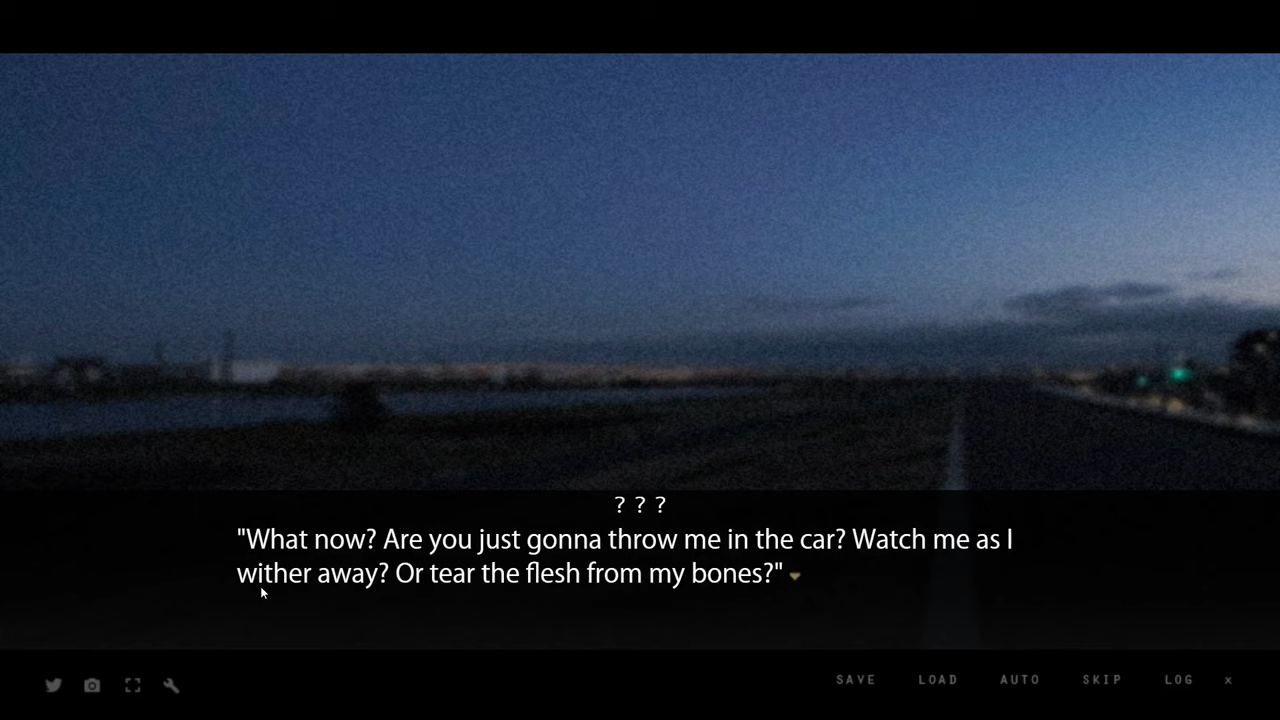 ? ? ?
"What now? Are you just gonna throw me in the car? Watch me as I
wither away? Or tear the flesh from my bones?"
SAVE LOAD AUTO SKIP LOG x